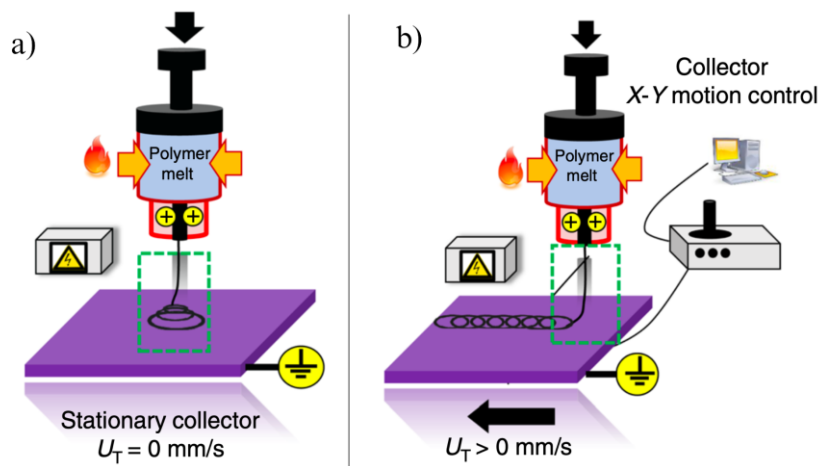 a)
Polymer
melt
+ +
Stationary collector
U_T = 0 mm/s
b)
Collector
X-Y motion control
Polymer
melt
+ +
U_T > 0 mm/s